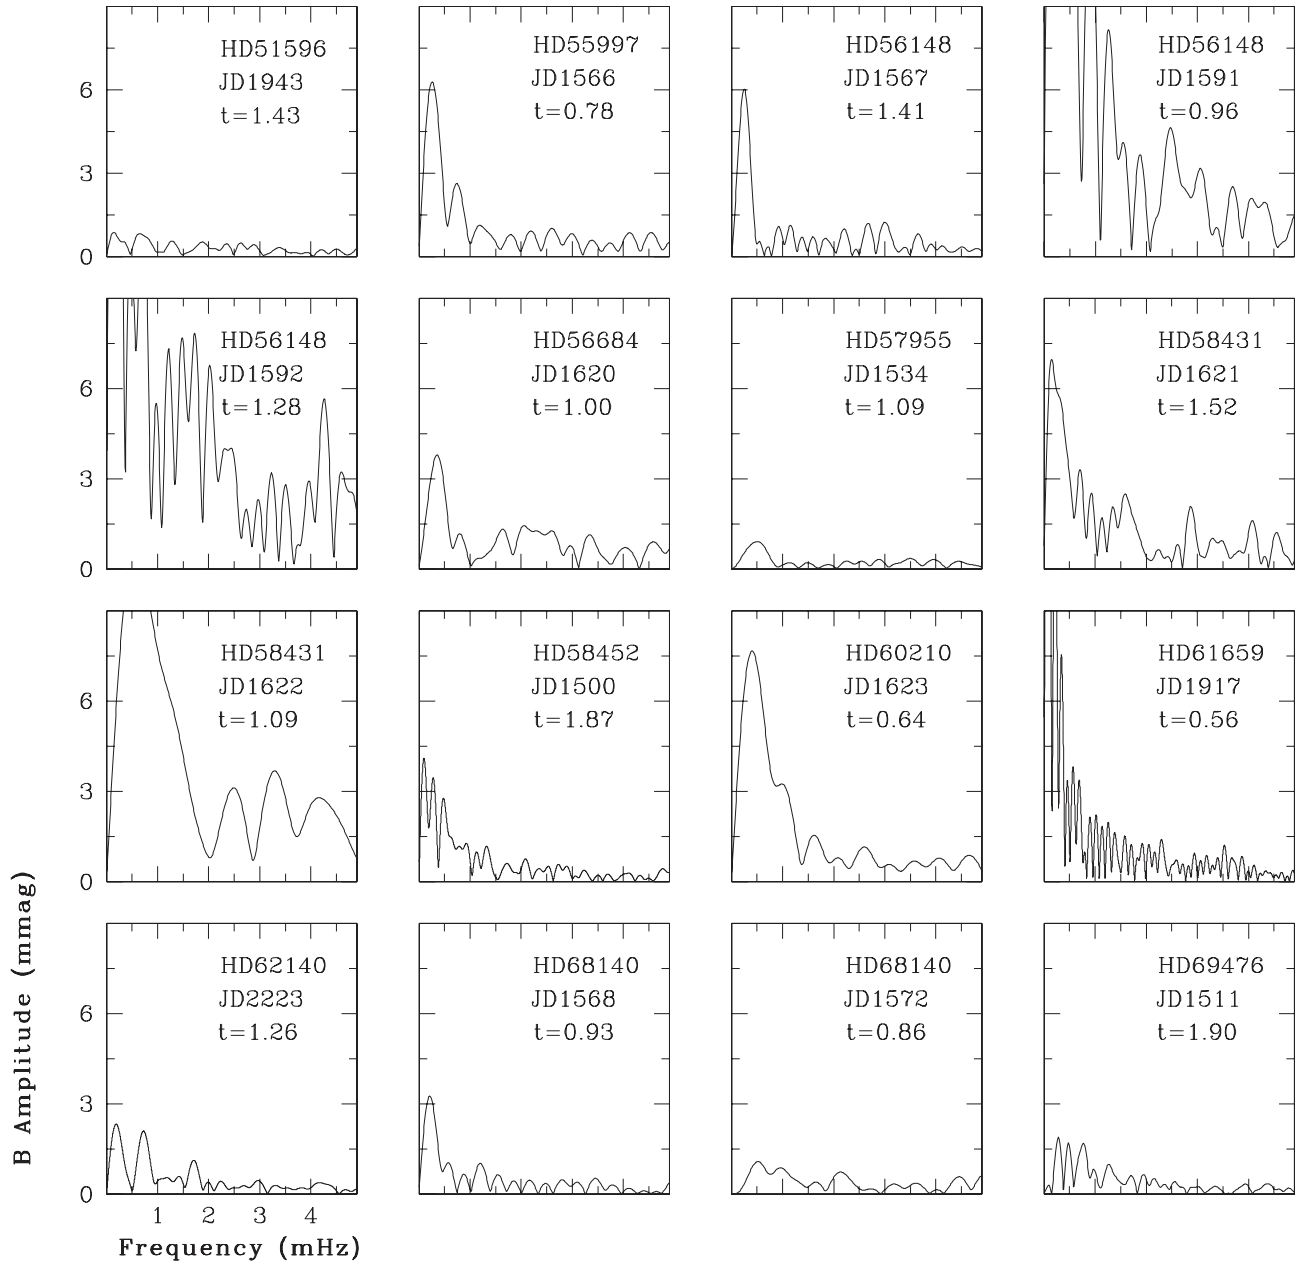 HD51596
JD1943
t=1.43
HD55997
JD1566
t=0.78
HD56148
JD1567
t=1.41
HD56148
JD1591
t=0.96
6
3
0
HD56148
JD1592
t=1.28
HD56684
JD1620
t=1.00
HD57955
JD1534
t=1.09
HD58431
JD1621
t=1.52
6
3
0
HD58431
JD1622
t=1.09
HD58452
JD1500
t=1.87
HD60210
JD1623
t=0.64
HD61659
JD1917
t=0.56
6
3
0
HD62140
JD2223
t=1.26
HD68140
JD1568
t=0.93
HD68140
JD1572
t=0.86
HD69476
JD1511
t=1.90
6
3
0
1 2 3 4
B Amplitude (mmag)
Frequency (mHz)